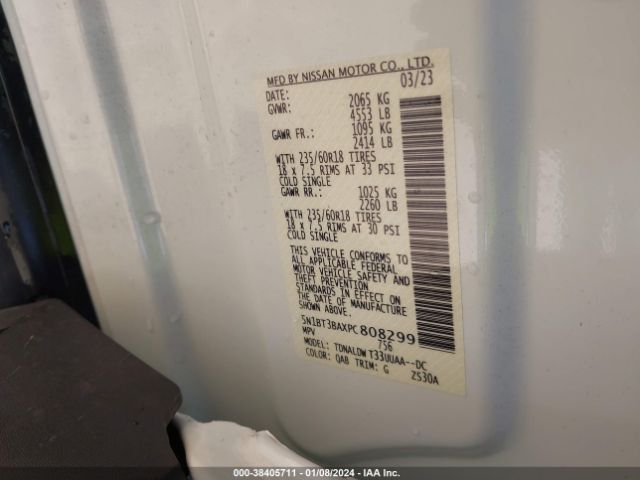 MFD BY NISSAN MOTOR CO., LTD.
DATE: 03/23
GVWR: 2065 KG
4553 LB
GAWR FR.: 1095 KG
2414 LB
WITH 235/60R18 TIRES
18 x 7.5 RIMS AT 33 PSI
COLD SINGLE
GAWR RR.: 1025 KG
2260 LB
WITH 235/60R18 TIRES
18 x 7.5 RIMS AT 30 PSI
COLD SINGLE
THIS VEHICLE CONFORMS TO
ALL APPLICABLE FEDERAL
MOTOR VEHICLE SAFETY AND
THEFT PREVENTION
STANDARDS IN EFFECT ON
THE DATE OF MANUFACTURE
SHOWN ABOVE.
5N1BT3BAXPC808299
MPV 756
MODEL: TDNALDW T33UUAA--DC
COLOR: QAB TRIM: G ZS30A
000-38405711 - 01/08/2024 - IAA Inc.